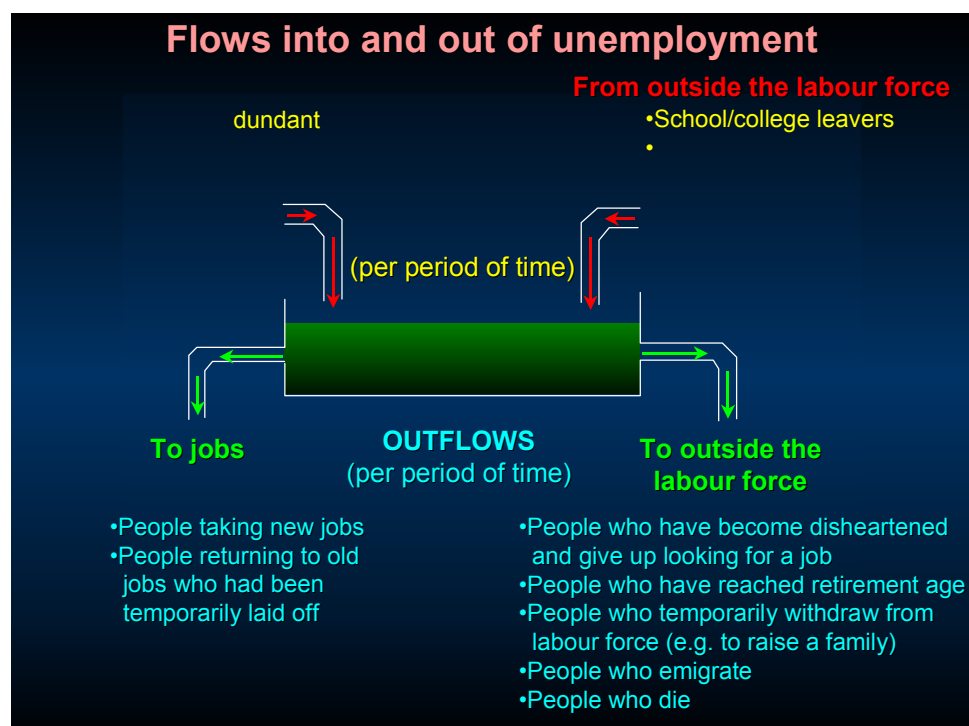 Flows into and out of unemployment
From outside the labour force
dundant
•School/college leavers
•
(per period of time)
To jobs
OUTFLOWS
(per period of time)
To outside the
labour force
•People taking new jobs
•People returning to old
jobs who had been
temporarily laid off
•People who have become disheartened
and give up looking for a job
•People who have reached retirement age
•People who temporarily withdraw from
labour force (e.g. to raise a family)
•People who emigrate
•People who die